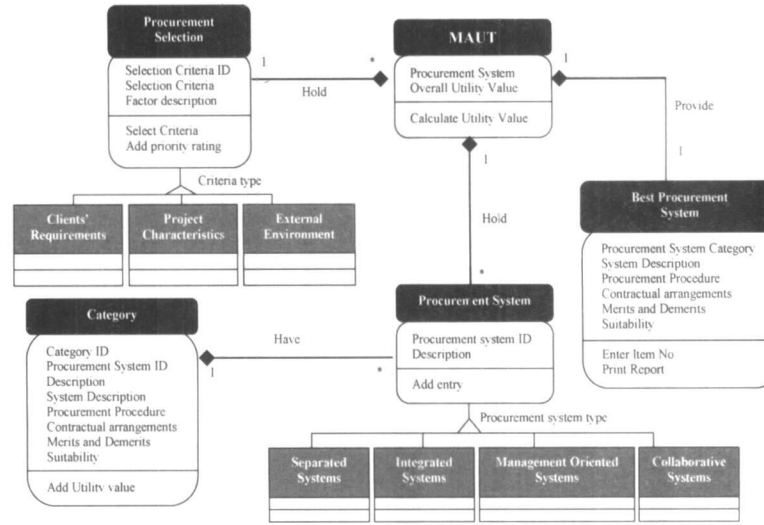 Procurement
Selection
Selection Criteria ID
Selection Criteria
Factor description
Select Criteria
Add priority rating
1
*
Hold
MAUT
Procurement System
Overall Utility Value
Calculate Utility Value
1
Provide
1
Criteria type
Clients'
Requirements
Project
Characteristics
External
Environment
1
Hold
*
Best Procurement
System
Procurement System Category
System Description
Procurement Procedure
Contractual arrangements
Merits and Demerits
Suitability
Enter Item No
Print Report
Category
Category ID
Procurement System ID
Description
System Description
Procurement Procedure
Contractual arrangements
Merits and Demerits
Suitability
Add Utility value
Have
1
*
Procurement System
Procurement system ID
Description
Add entry
Procurement system type
Separated
Systems
Integrated
Systems
Management Oriented
Systems
Collaborative
Systems